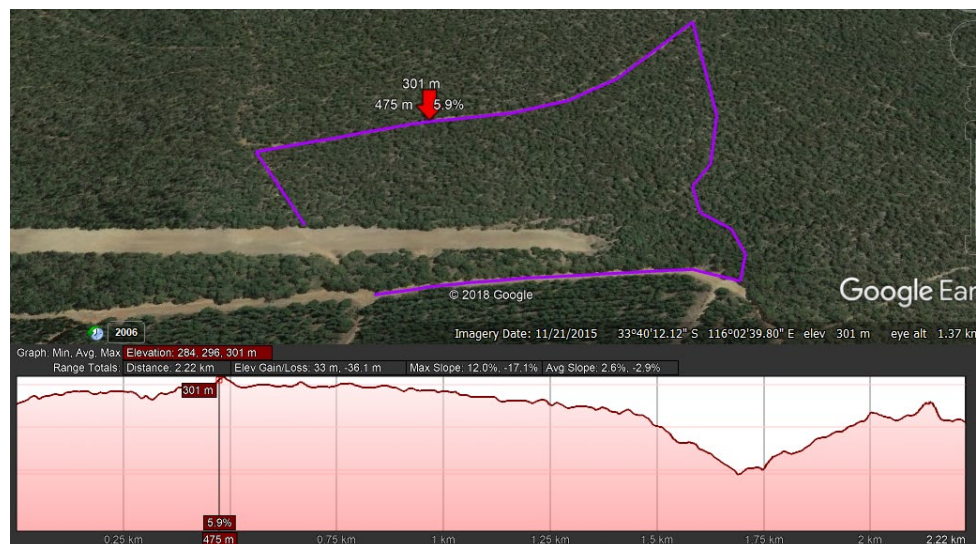 301 m
475 m 5.9%
© 2018 Google
Google Ear
2006
Imagery Date: 11/21/2015 33°40'12.12" S 116°02'39.80" E elev 301 m eye alt 1.37 km
Graph: Min, Avg, Max Elevation: 284, 296, 301 m
Range Totals: Distance: 2.22 km Elev Gain/Loss: 33 m, -36.1 m Max Slope: 12.0%, -17.1% Avg Slope: 2.6%, -2.9%
301 m
5.9%
0.25 km 475 m 0.75 km 1 km 1.25 km 1.5 km 1.75 km 2 km 2.22 km